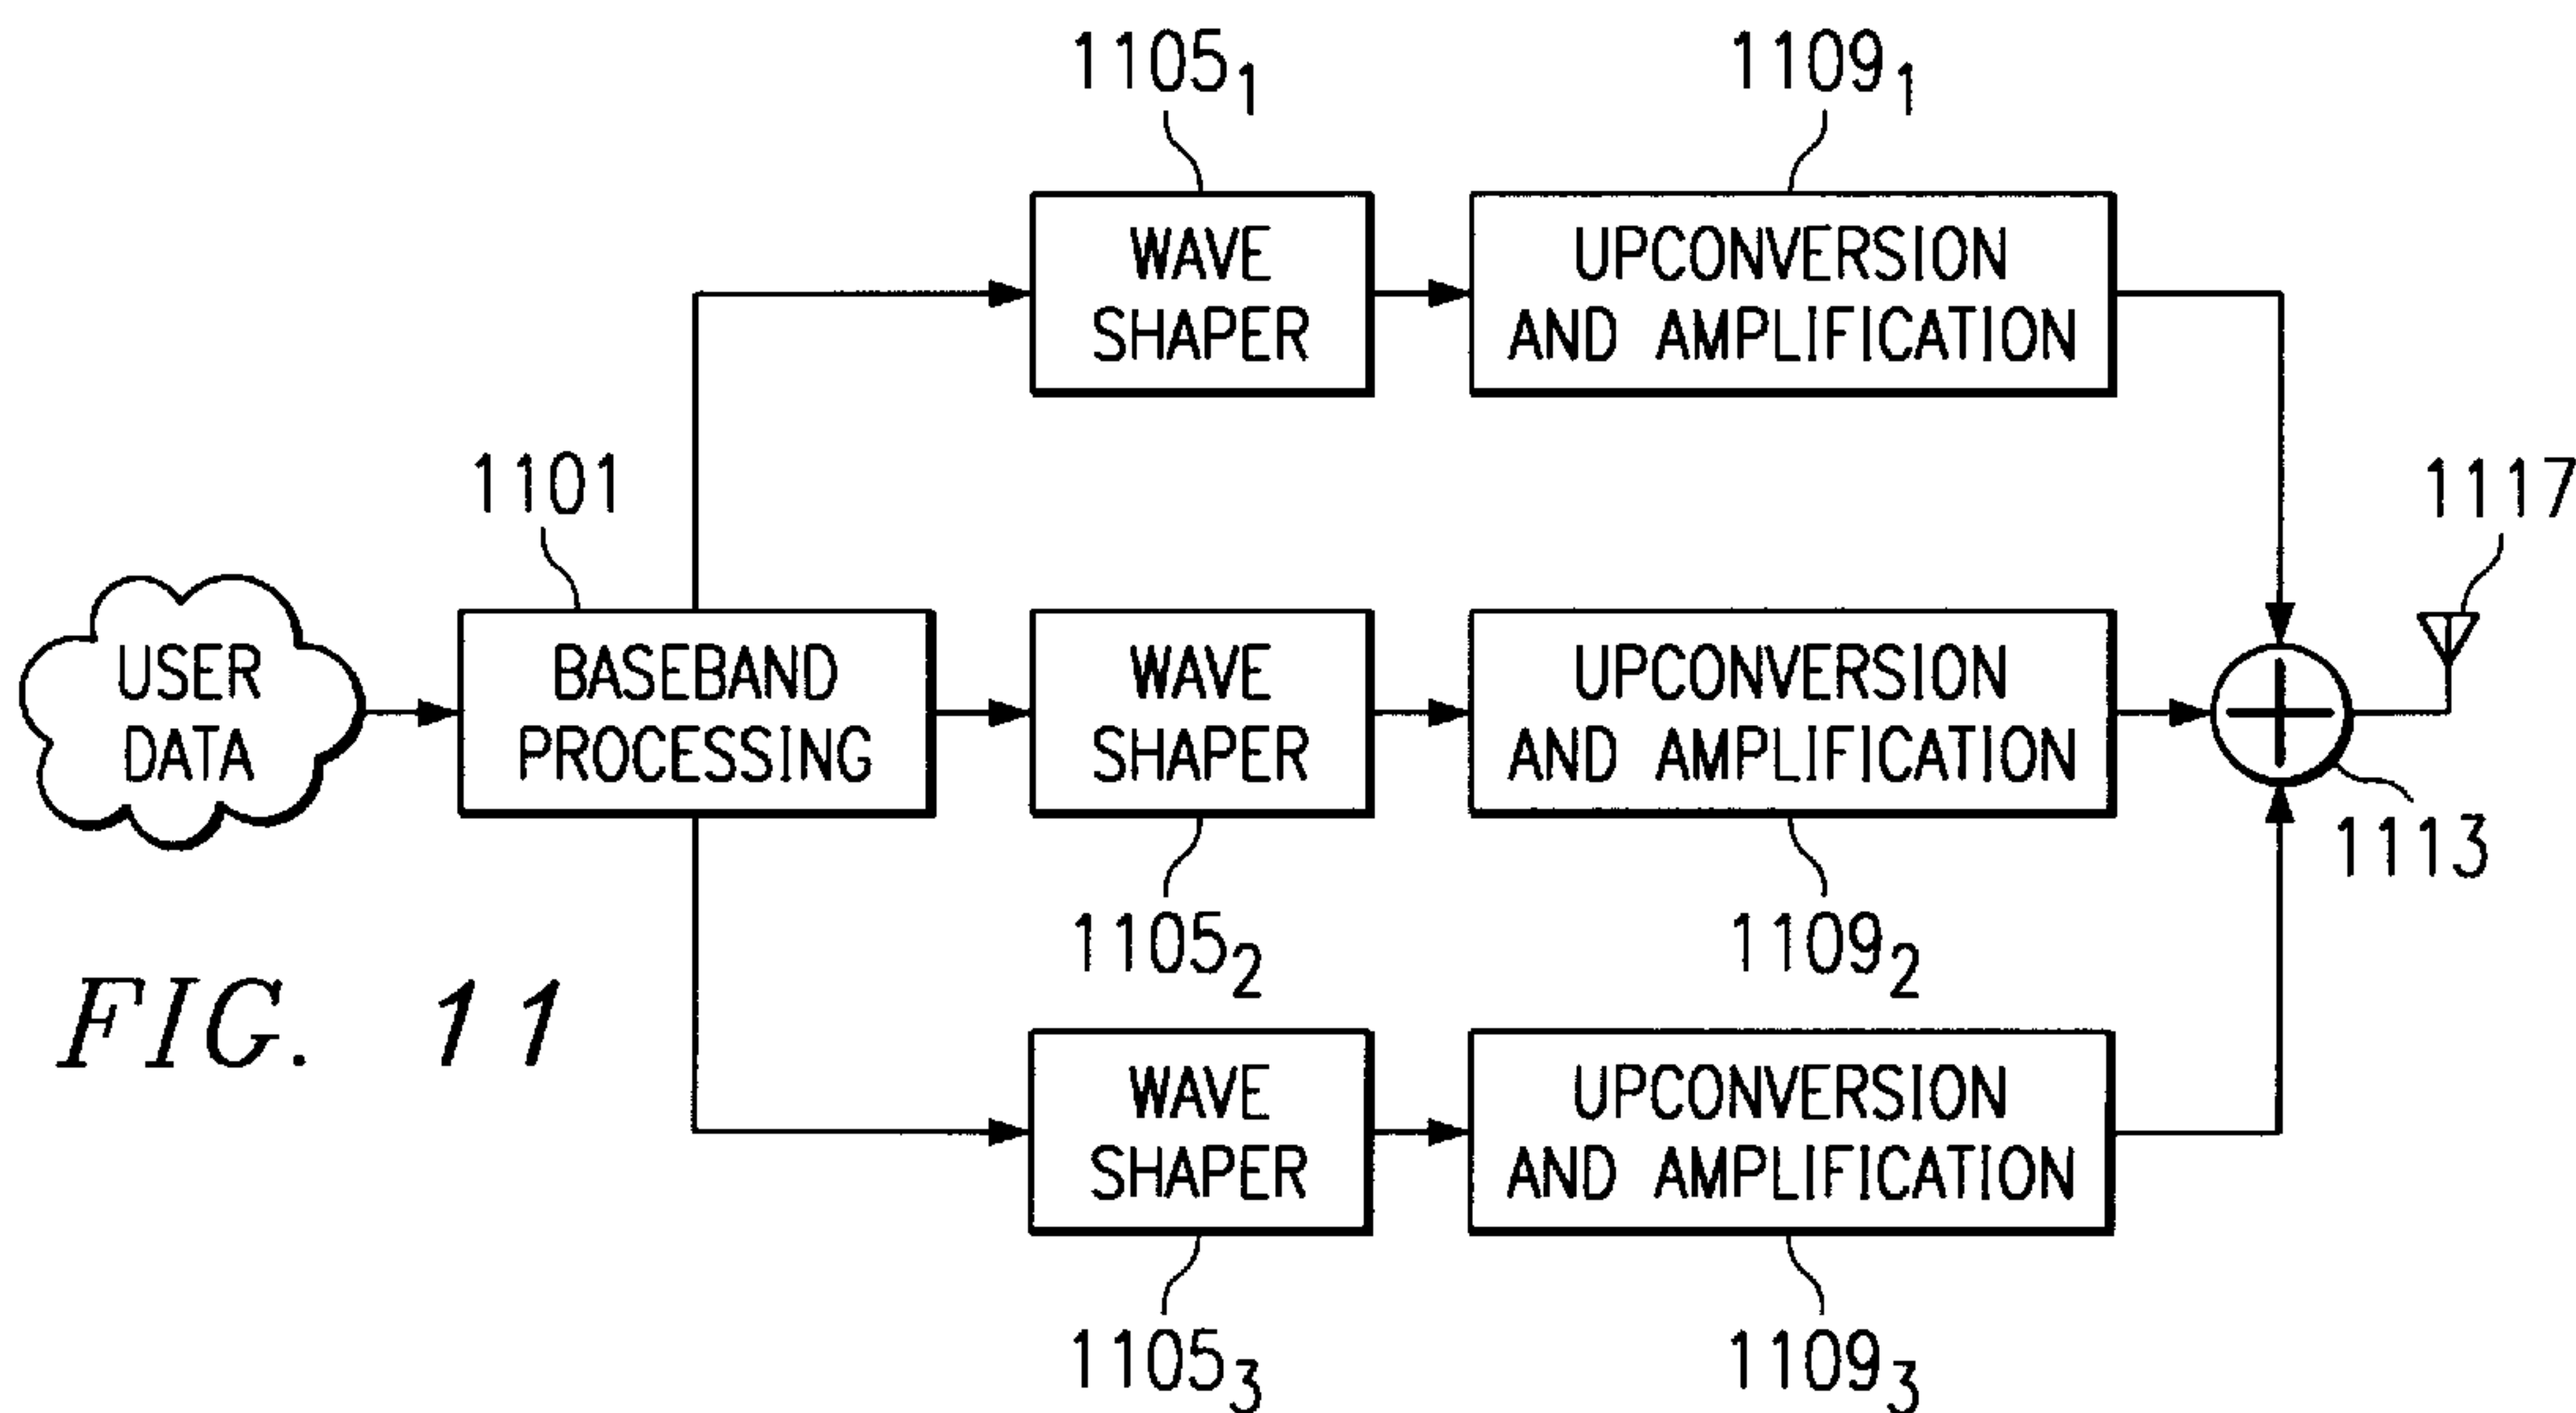 1105₁
1109₁
WAVE
SHAPER
UPCONVERSION
AND AMPLIFICATION
1101
1117
USER
DATA
BASEBAND
PROCESSING
WAVE
SHAPER
UPCONVERSION
AND AMPLIFICATION
1113
1105₂
1109₂
FIG. 11
WAVE
SHAPER
UPCONVERSION
AND AMPLIFICATION
1105₃
1109₃